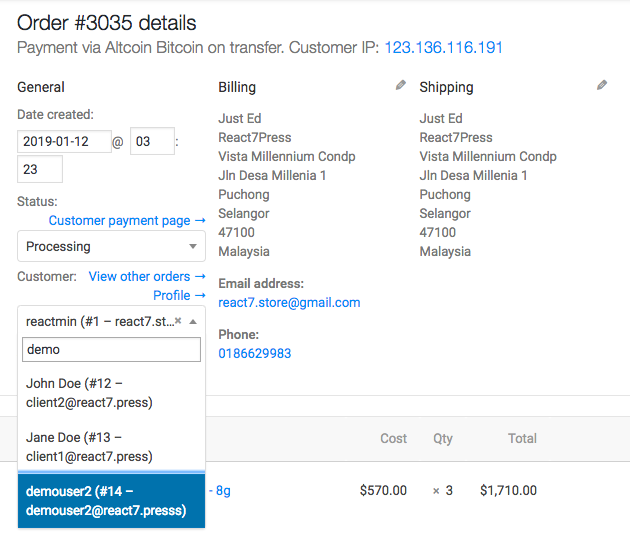 Order #3035 details
Payment via Altcoin Bitcoin on transfer. Customer IP: 123.136.116.191
General
Date created:
2019-01-12 @ 03 :
23
Status:
Customer payment page →
Processing
Customer: View other orders →
Profile →
reactmin (#1 – react7.st... ×
demo
John Doe (#12 –
client2@react7.press)
Jane Doe (#13 –
client1@react7.press)
demouser2 (#14 –
demouser2@react7.presss)
Billing
Just Ed
React7Press
Vista Millennium Condp
Jln Desa Millenia 1
Puchong
Selangor
47100
Malaysia
Email address:
react7.store@gmail.com
Phone:
0186629983
Shipping
Just Ed
React7Press
Vista Millennium Condp
Jln Desa Millenia 1
Puchong
Selangor
47100
Malaysia
Cost Qty Total
- 8g $570.00 × 3 $1,710.00